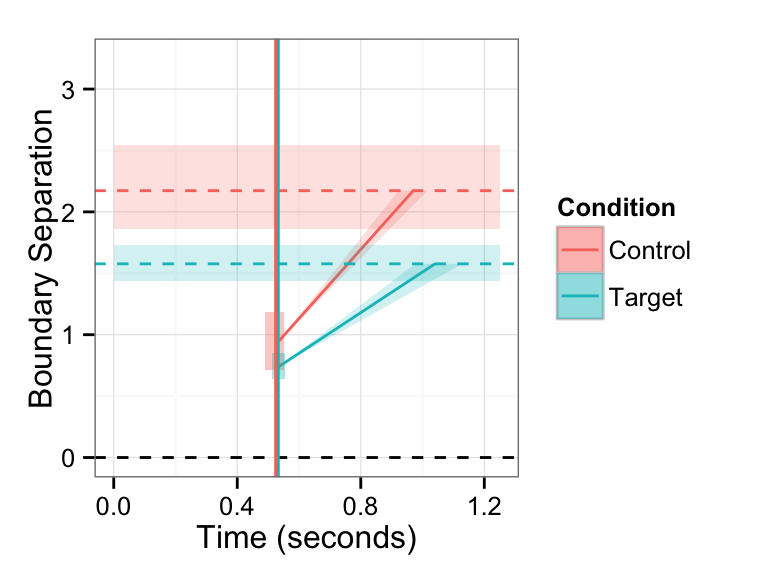 Boundary Separation
3
2
1
0
0.0 0.4 0.8 1.2
Time (seconds)
Condition
Control
Target